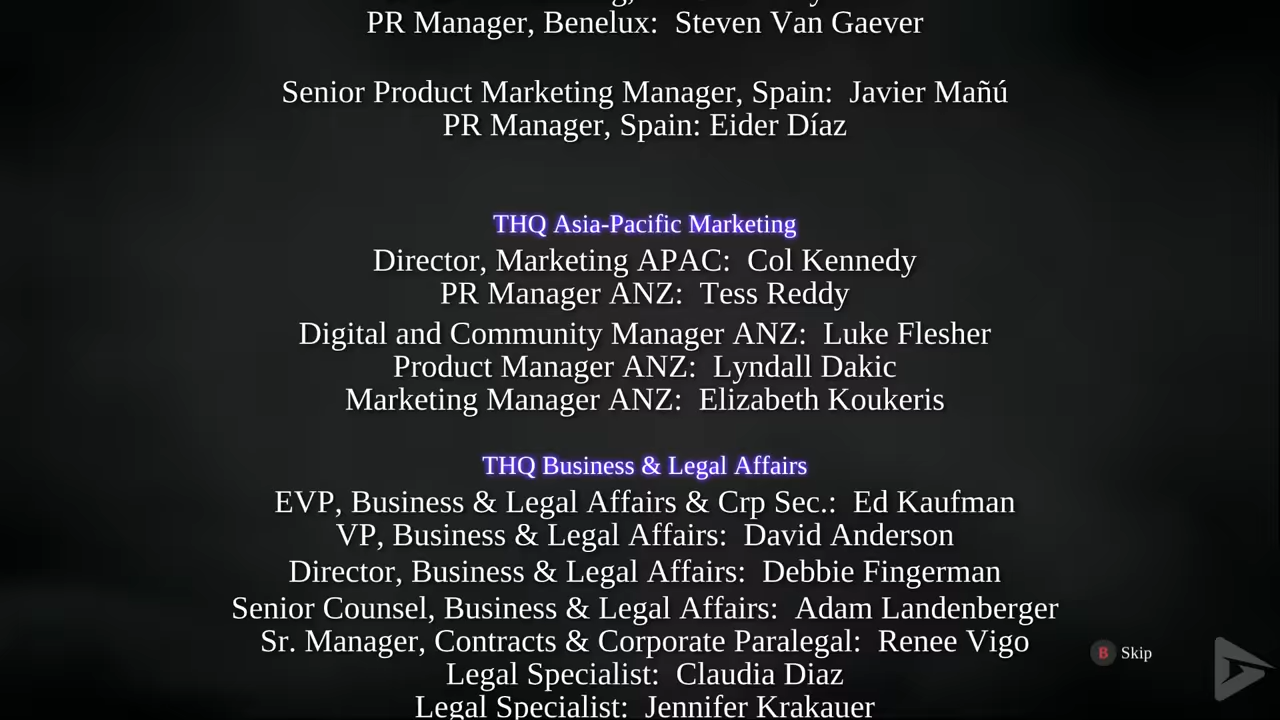 PR Manager, Benelux:  Steven Van Gaever
Senior Product Marketing Manager, Spain:  Javier Mañú
PR Manager, Spain: Eider Díaz
THQ Asia-Pacific Marketing
Director, Marketing APAC:  Col Kennedy
PR Manager ANZ:  Tess Reddy
Digital and Community Manager ANZ:  Luke Flesher
Product Manager ANZ:  Lyndall Dakic
Marketing Manager ANZ:  Elizabeth Koukeris
THQ Business & Legal Affairs
EVP, Business & Legal Affairs & Crp Sec.:  Ed Kaufman
VP, Business & Legal Affairs:  David Anderson
Director, Business & Legal Affairs:  Debbie Fingerman
Senior Counsel, Business & Legal Affairs:  Adam Landenberger
Sr. Manager, Contracts & Corporate Paralegal:  Renee Vigo
B Skip
Legal Specialist:  Claudia Diaz
Legal Specialist:  Jennifer Krakauer